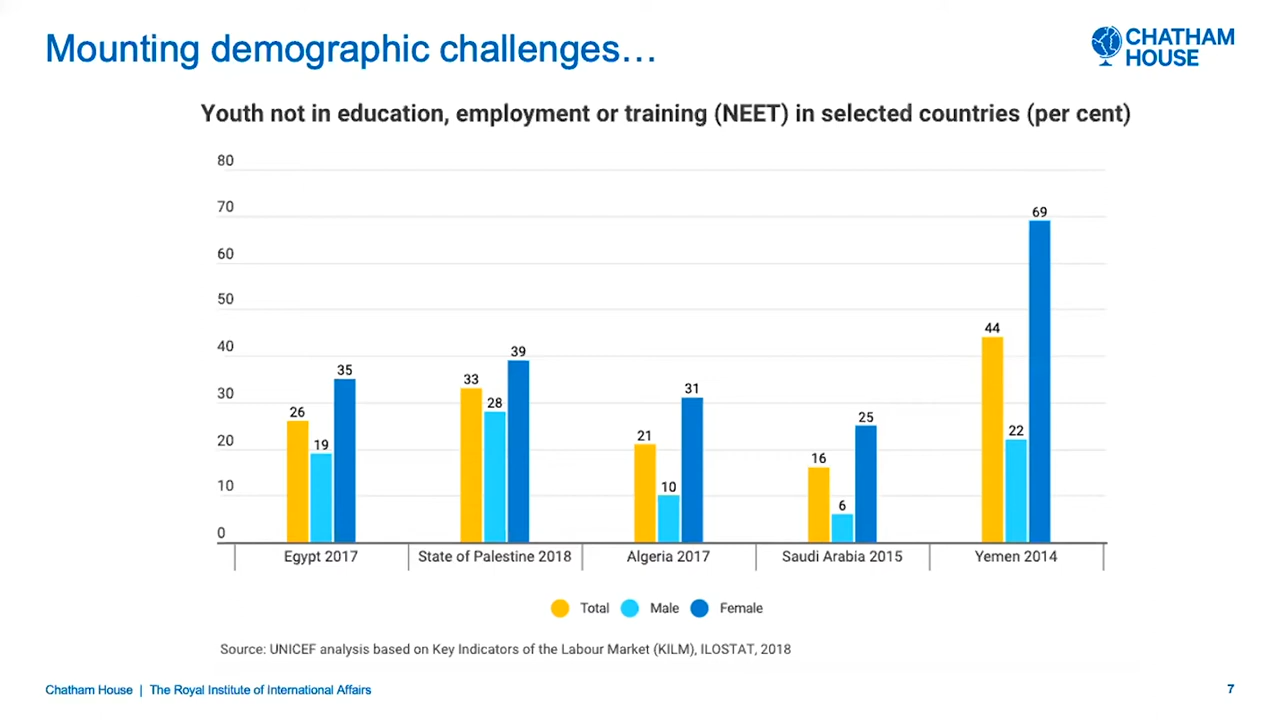 Mounting demographic challenges…
CHATHAM
HOUSE
Youth not in education, employment or training (NEET) in selected countries (per cent)
80
70
60
50
40
30
20
10
0
26
19
35
33
28
39
21
10
31
16
6
25
44
22
69
Egypt 2017
State of Palestine 2018
Algeria 2017
Saudi Arabia 2015
Yemen 2014
Total
Male
Female
Source: UNICEF analysis based on Key Indicators of the Labour Market (KILM), ILOSTAT, 2018
Chatham House | The Royal Institute of International Affairs
7